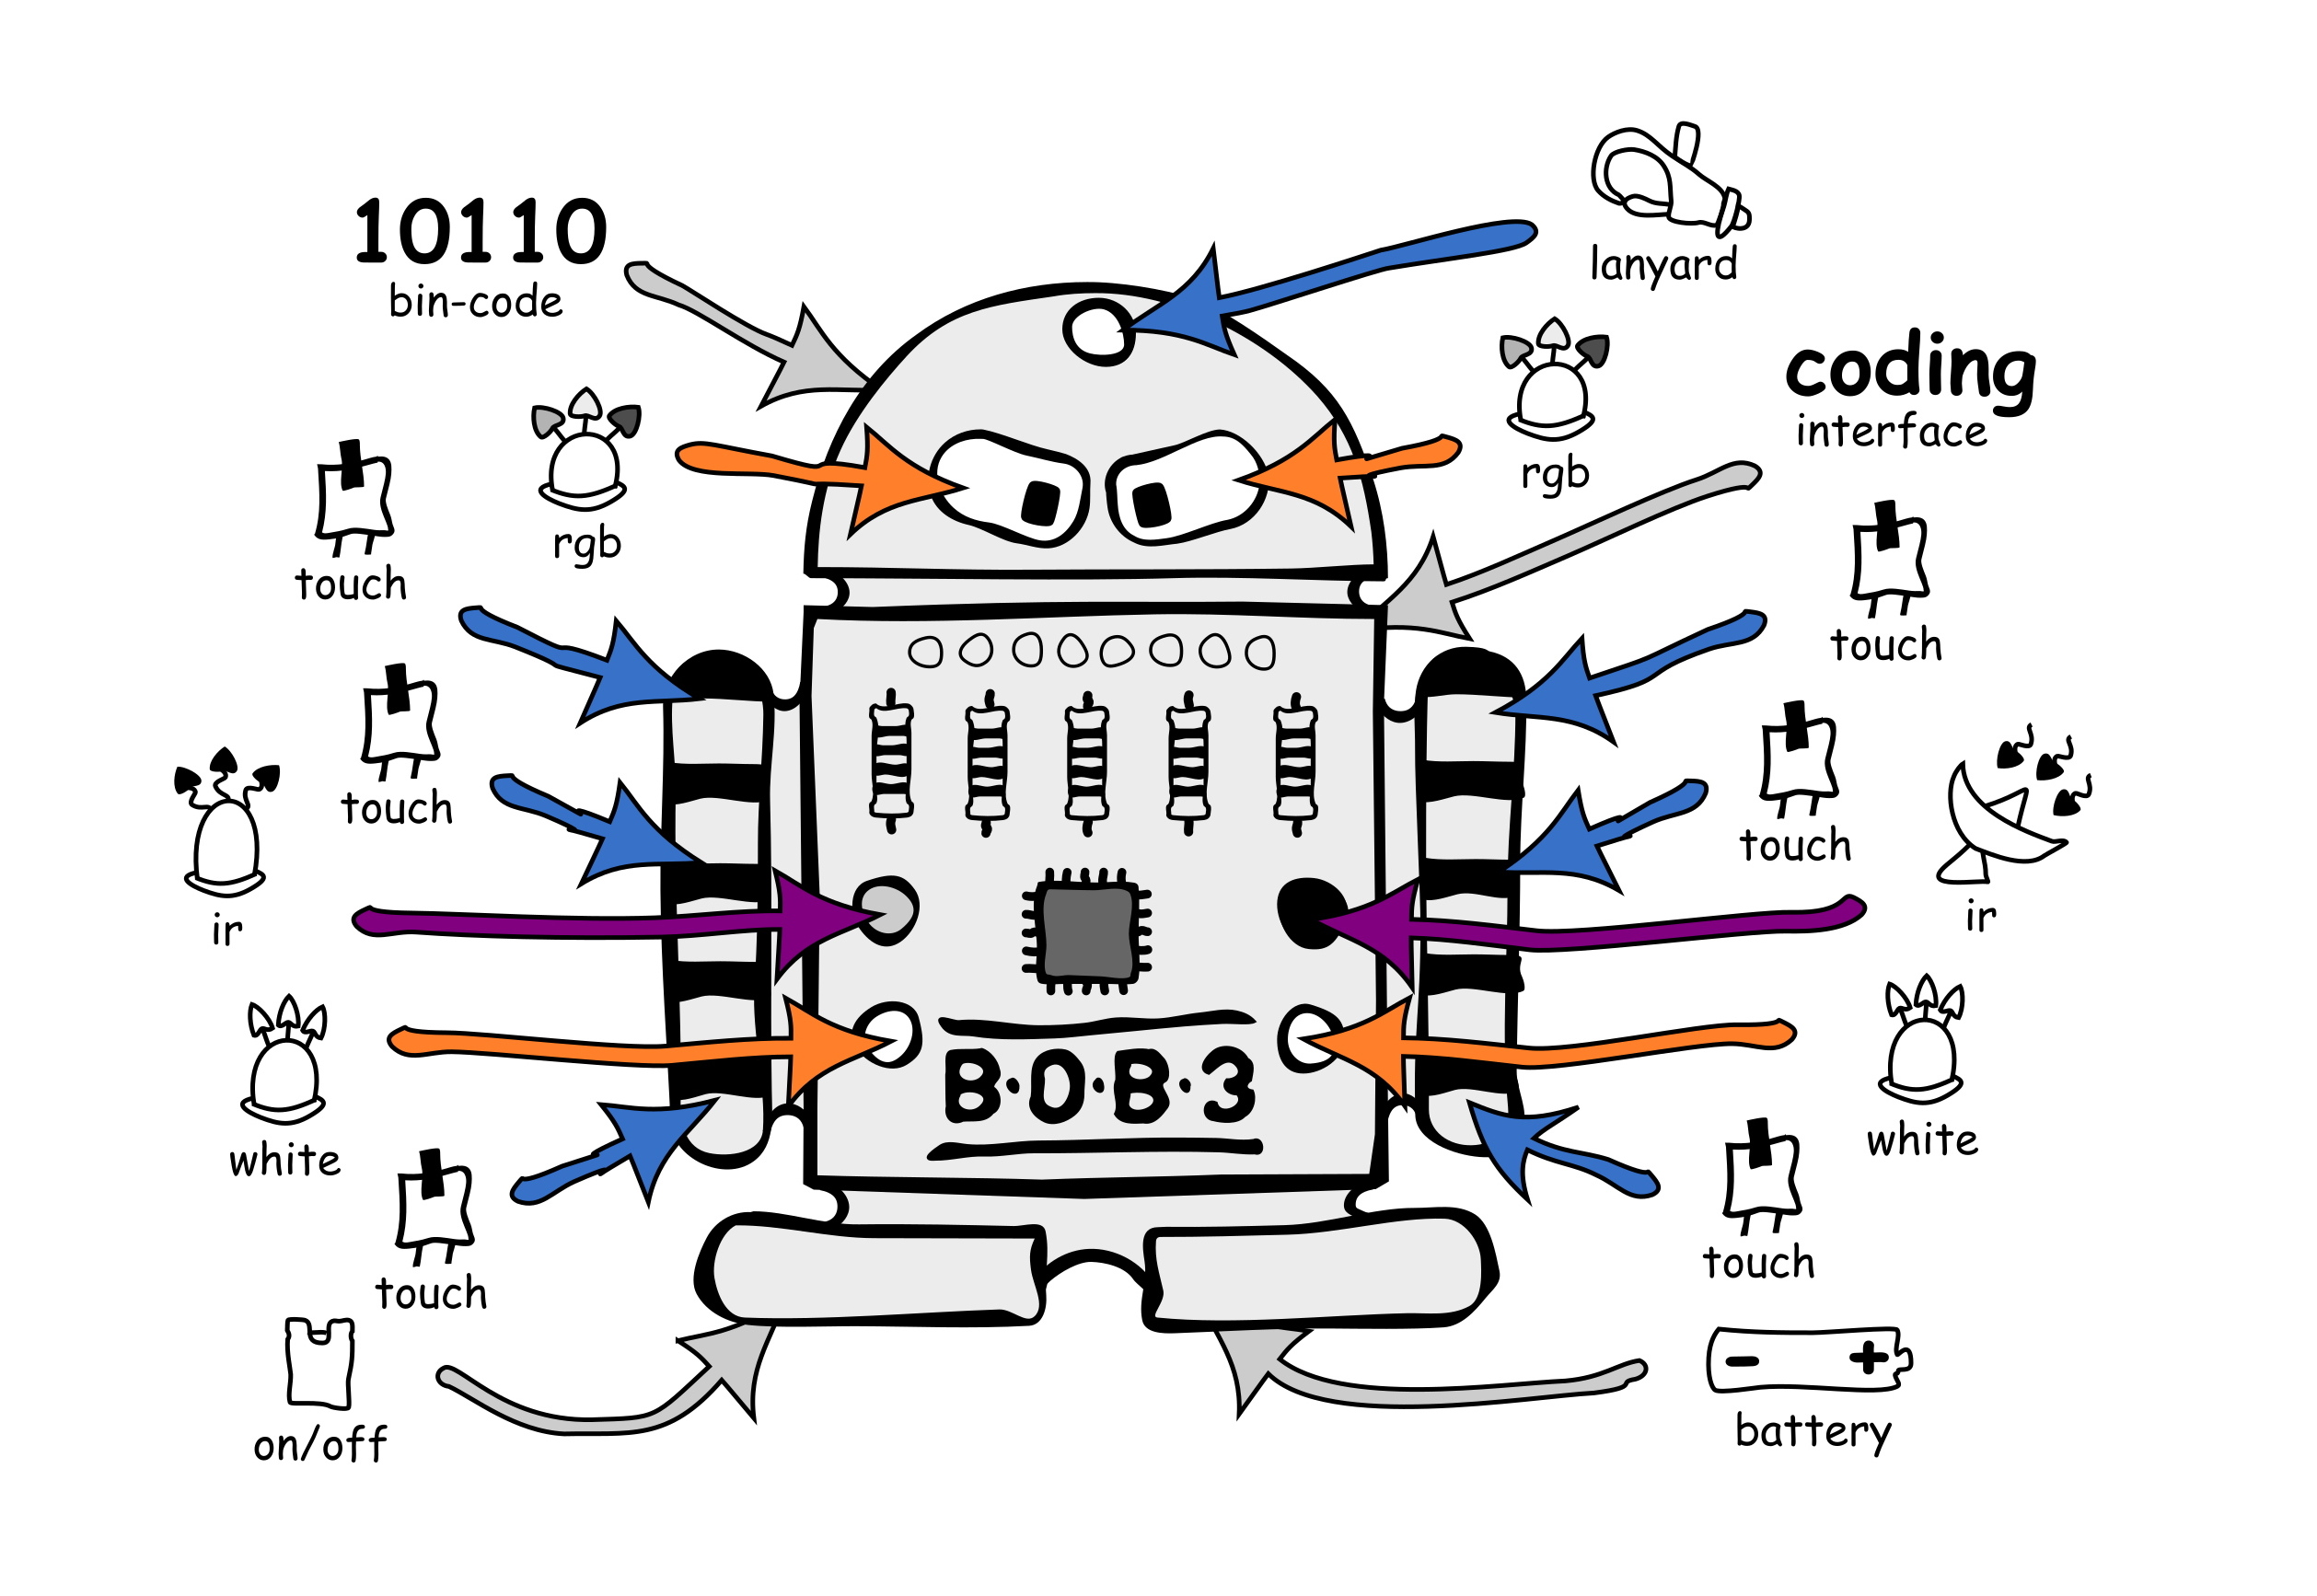 10110
bin-code
lanyard
coding
interface
rgb
rgb
touch
touch
touch
touch
ir
ir
B·O·B·3
white
white
touch
touch
on/off
- +
battery